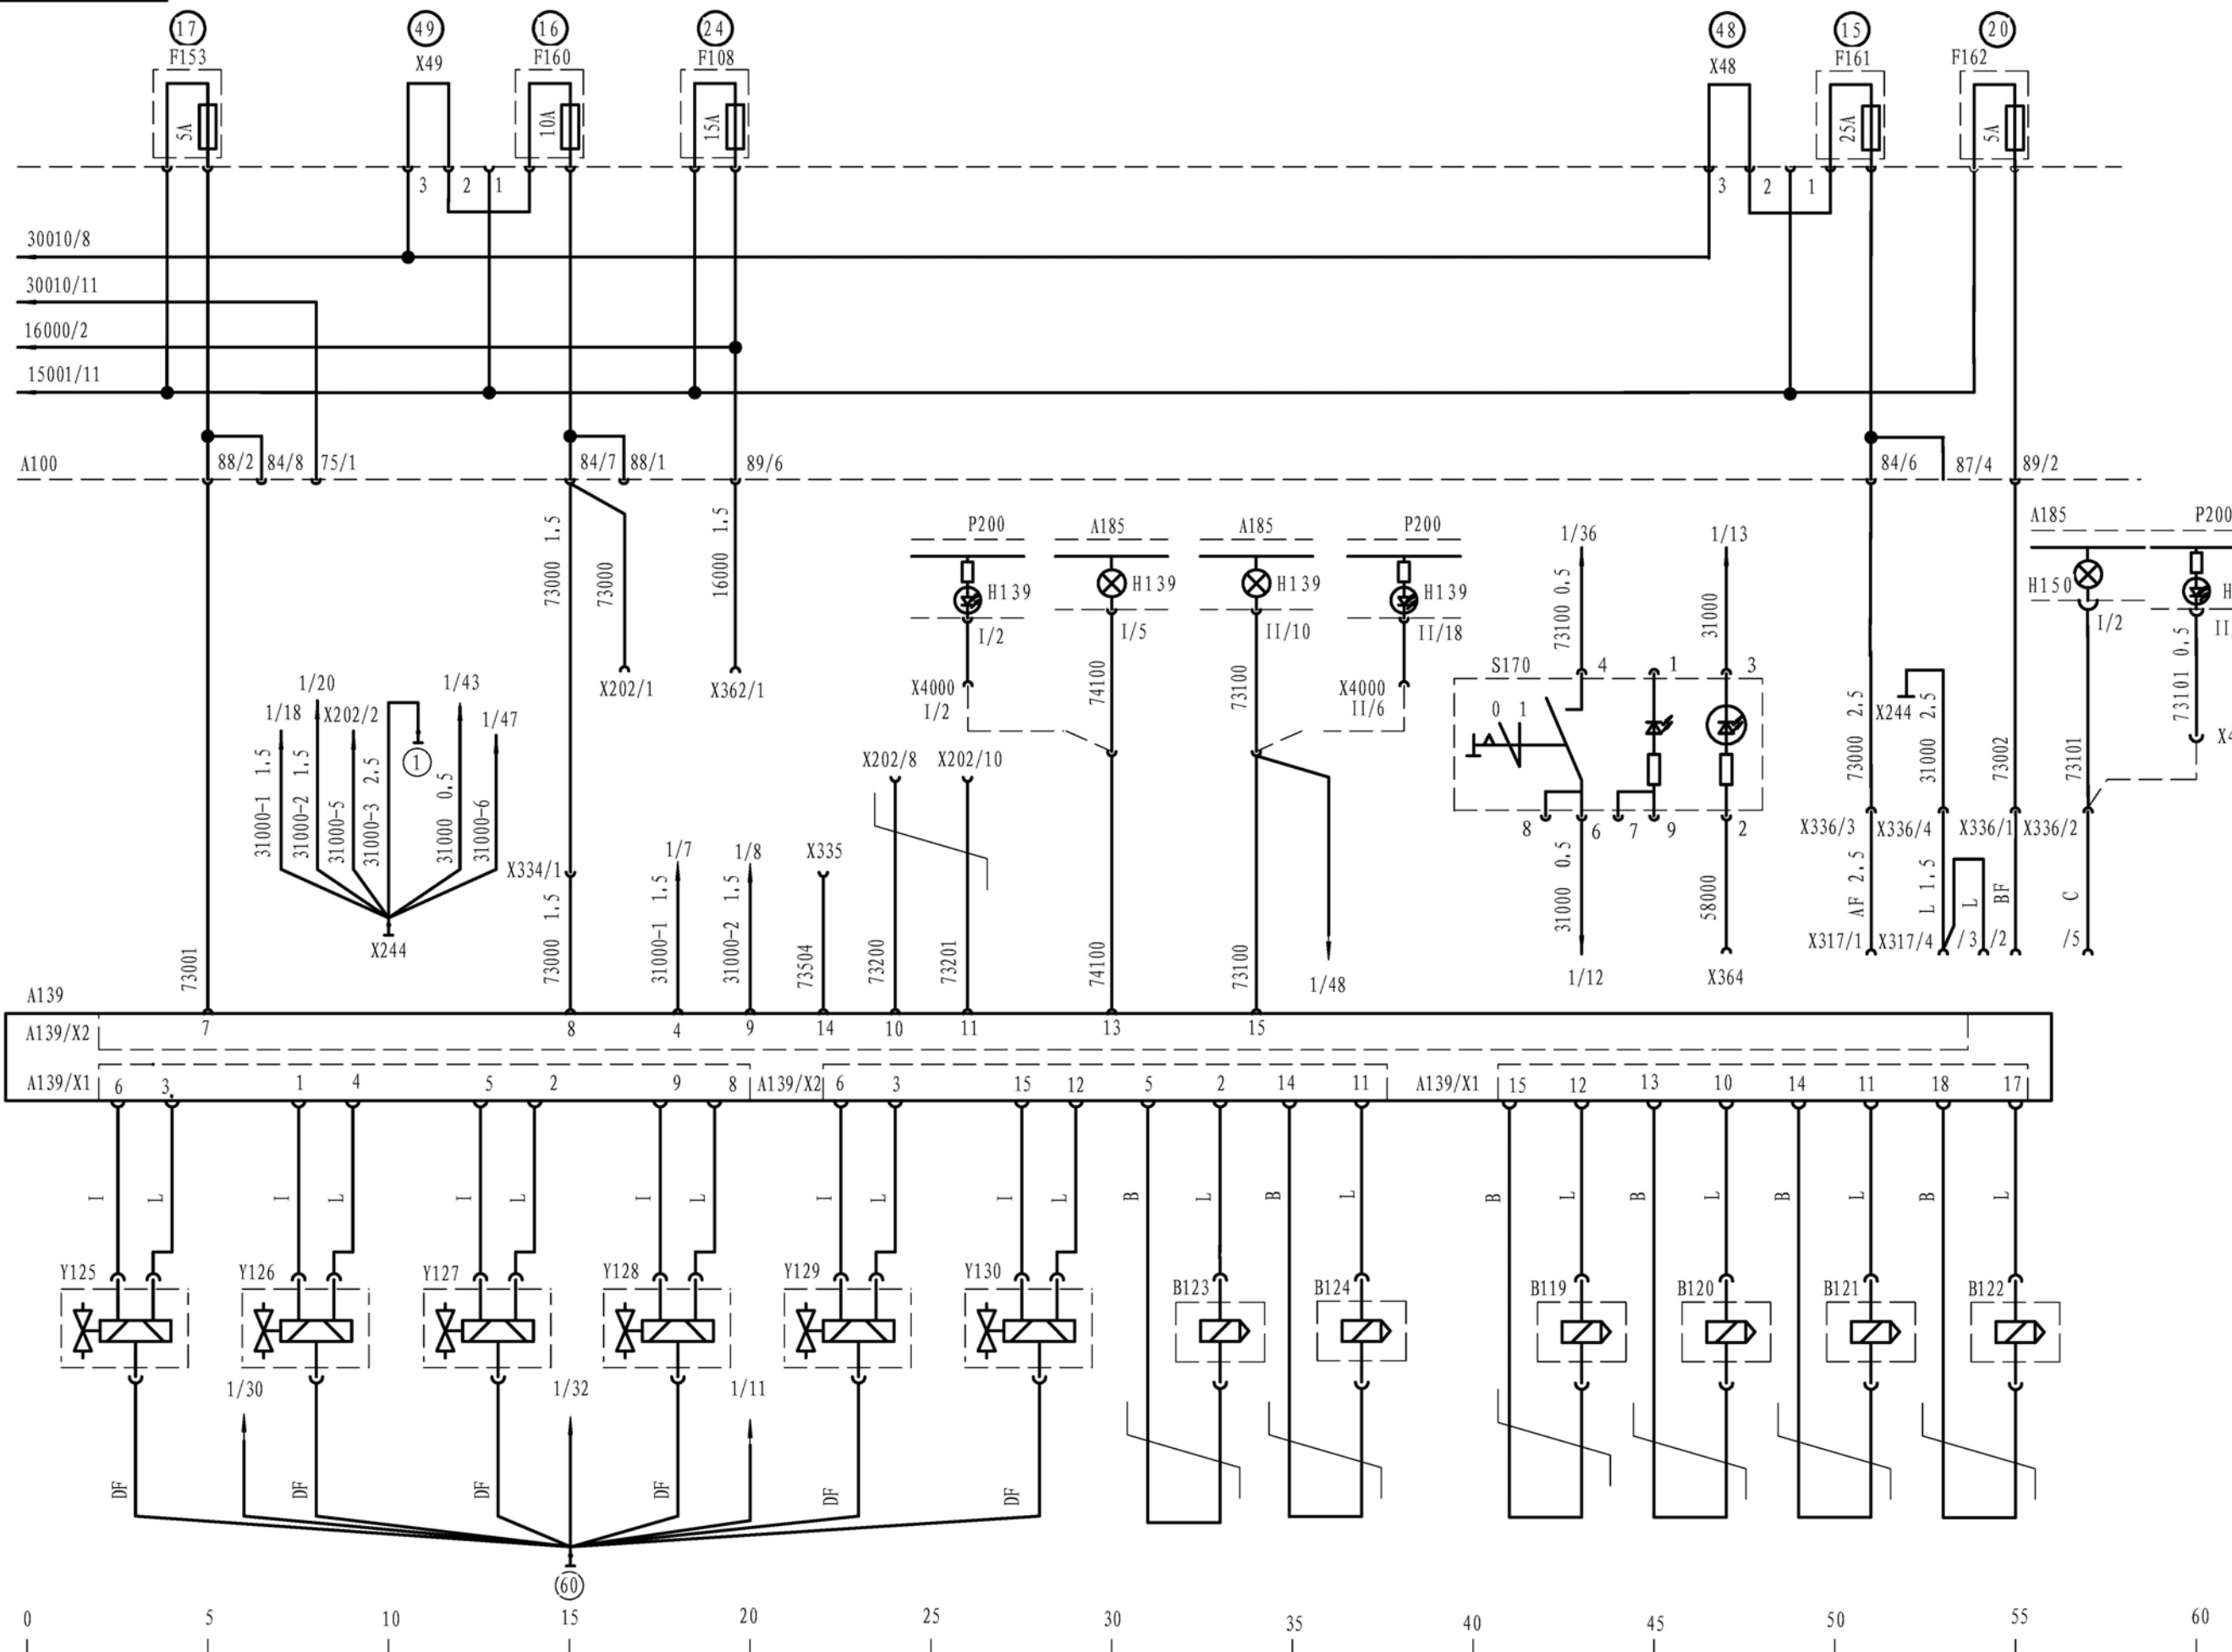 17 49 16 24 48 15 20
F153 X49 F160 F108 X48 F161 F162
5A 10A 15A 25A 5A
3 2 1 3 2 1
30010/8
30010/11
16000/2
15001/11
A100 88/2 84/8 75/1 84/7 88/1 89/6 84/6 87/4 89/2
P200 A185 A185 P200 1/36 1/13 A185 P200
73000 1.5 73000 16000 1.5 H139 H139 H139 H139 73100 0.5 31000 H150 H
I/2 I/5 II/10 II/18 I/2 II
X202/1 X362/1 X4000 I/2 74100 73100 X4000 II/6 S170 4 1 3
1/18 1/20 X202/2 1/43 1/47 1
0 1
X244 73101 0.5
31000-1 1.5 31000-2 1.5 31000-5 31000-3 2.5 31000 0.5 31000-6
X202/8 X202/10
73000 2.5 31000 2.5 73002 73101
8 6 7 9 2
X336/3 X336/4 X336/1 X336/2
X334/1 1/7 1/8 X335
X244
73001 73000 1.5 31000-1 1.5 31000-2 1.5 73504 73200 73201 74100 73100 1/48
31000 0.5 58000 AF 2.5 L 1.5 L BF C
X317/1 X317/4 /3 /2 /5
1/12 X364
A139
A139/X2 7 8 4 9 14 10 11 13 15
A139/X1 6 3 1 4 5 2 9 8 A139/X2 6 3 15 12 5 2 14 11 A139/X1 15 12 13 10 14 11 18 17
I L I L I L I L I L I L B L B L B L B L B L B L
Y125 Y126 Y127 Y128 Y129 Y130 B123 B124 B119 B120 B121 B122
1/30 1/32 1/11
DF DF DF DF DF DF
60
0 5 10 15 20 25 30 35 40 45 50 55 60